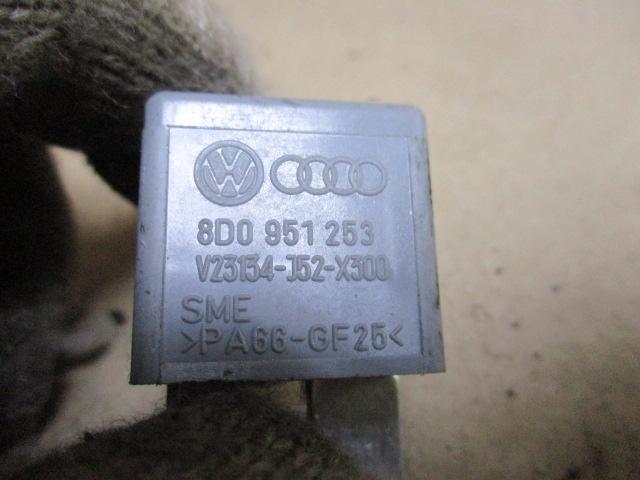 8D0 951 253
V23134-J52-X300
SME
>PA66-GF25<